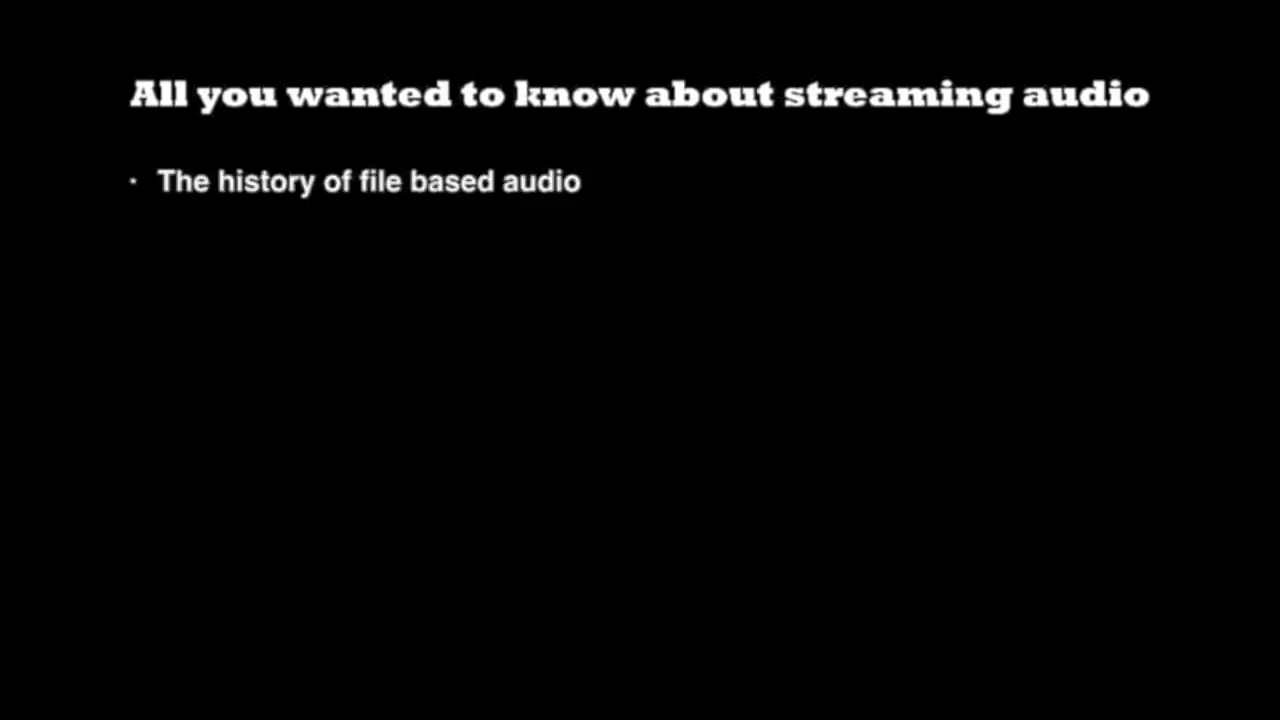 All you wanted to know about streaming audio
· The history of file based audio